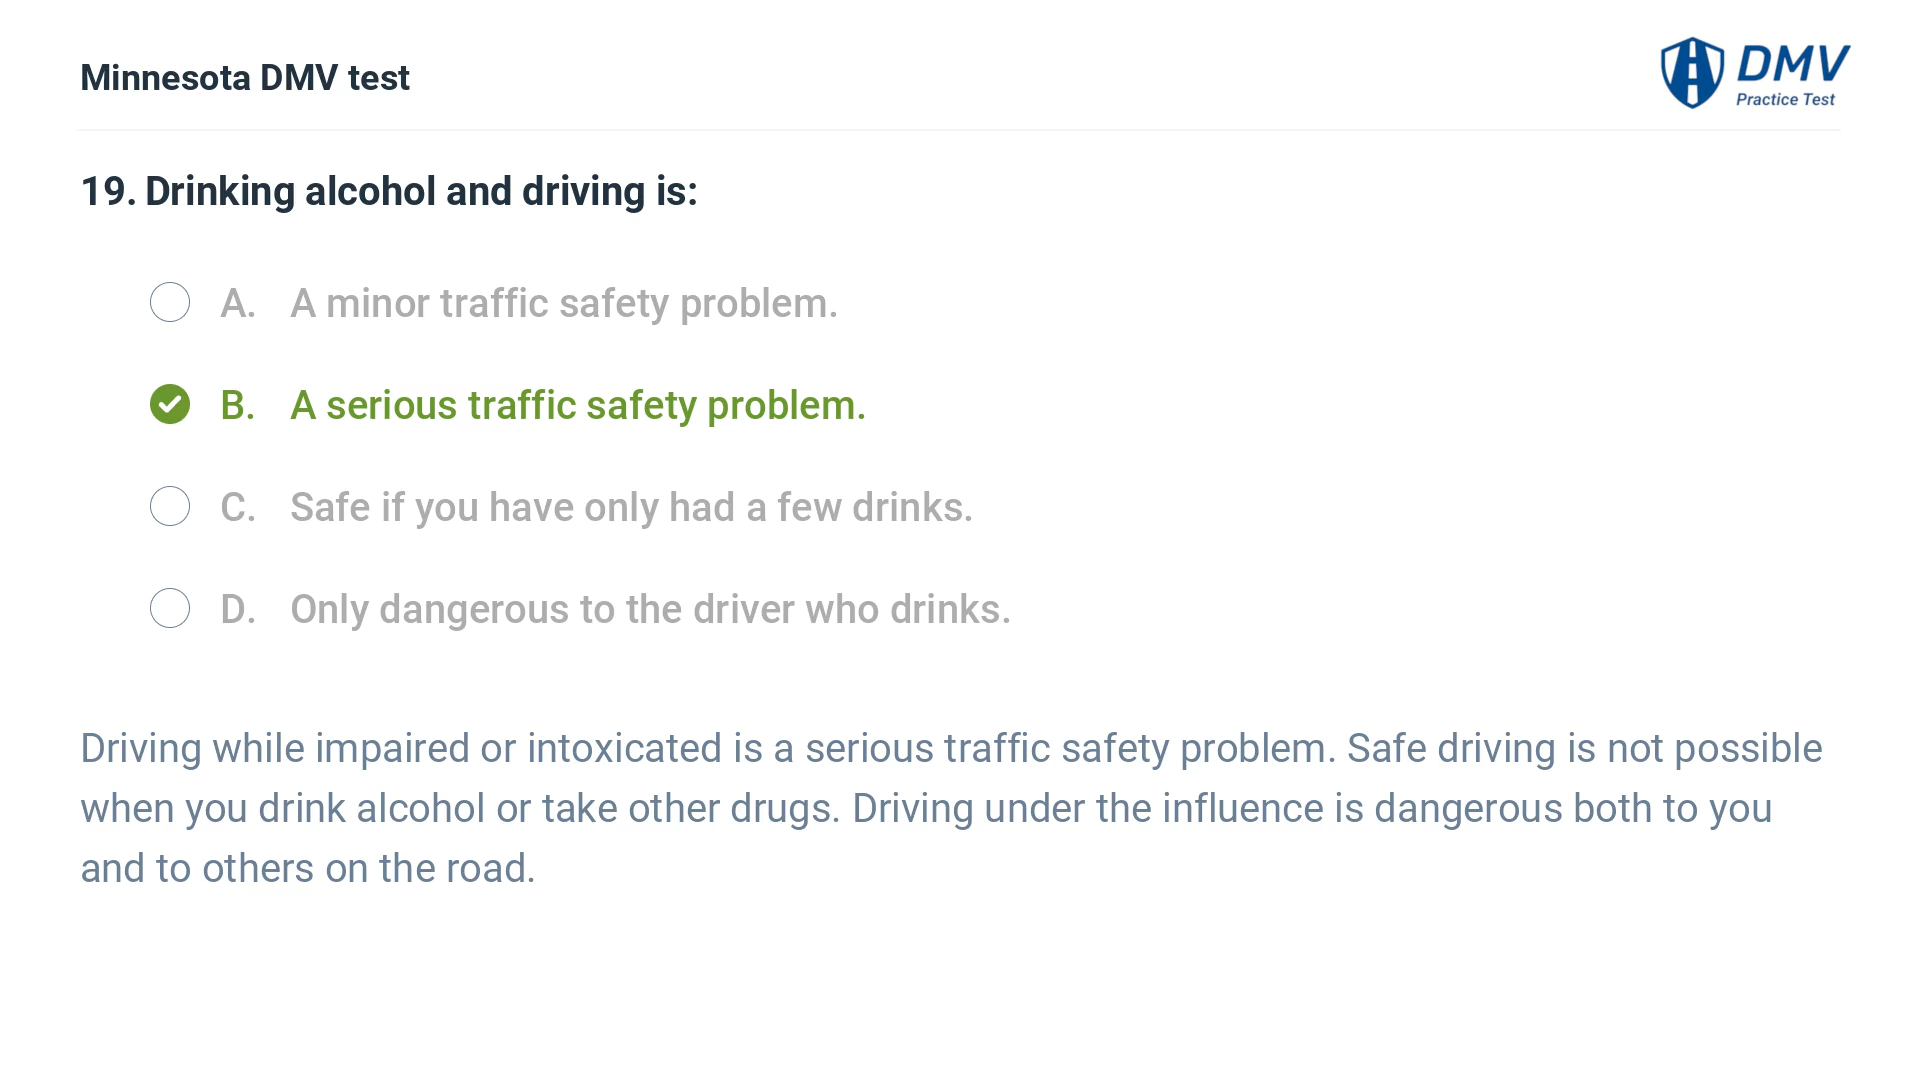 Minnesota DMV test
DMV
Practice Test
19. Drinking alcohol and driving is:
A. A minor traffic safety problem.
B. A serious traffic safety problem.
C. Safe if you have only had a few drinks.
D. Only dangerous to the driver who drinks.
Driving while impaired or intoxicated is a serious traffic safety problem. Safe driving is not possible
when you drink alcohol or take other drugs. Driving under the influence is dangerous both to you
and to others on the road.